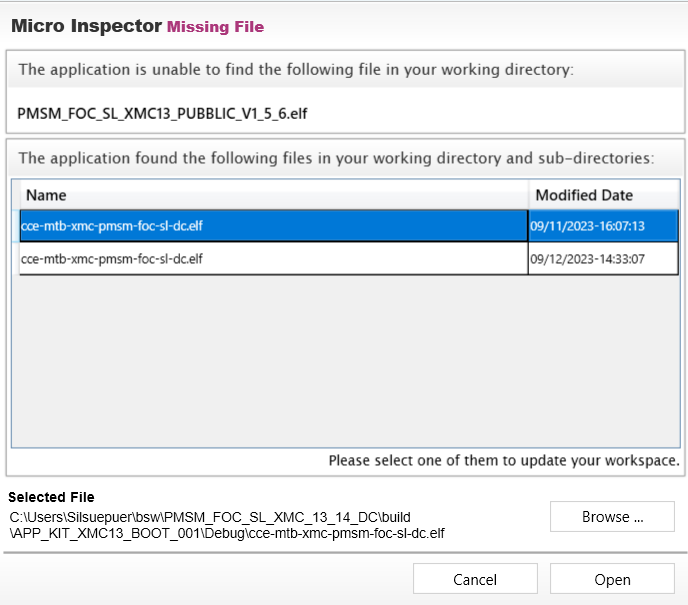 Micro Inspector Missing File
The application is unable to find the following file in your working directory:
PMSM_FOC_SL_XMC13_PUBBLIC_V1_5_6.elf
The application found the following files in your working directory and sub-directories:
Name Modified Date
cce-mtb-xmc-pmsm-foc-sl-dc.elf 09/11/2023-16:07:13
cce-mtb-xmc-pmsm-foc-sl-dc.elf 09/12/2023-14:33:07
Please select one of them to update your workspace.
Selected File
C:\Users\Silsuepuer\bsw\PMSM_FOC_SL_XMC_13_14_DC\build
\APP_KIT_XMC13_BOOT_001\Debug\cce-mtb-xmc-pmsm-foc-sl-dc.elf
Browse ...
Cancel Open